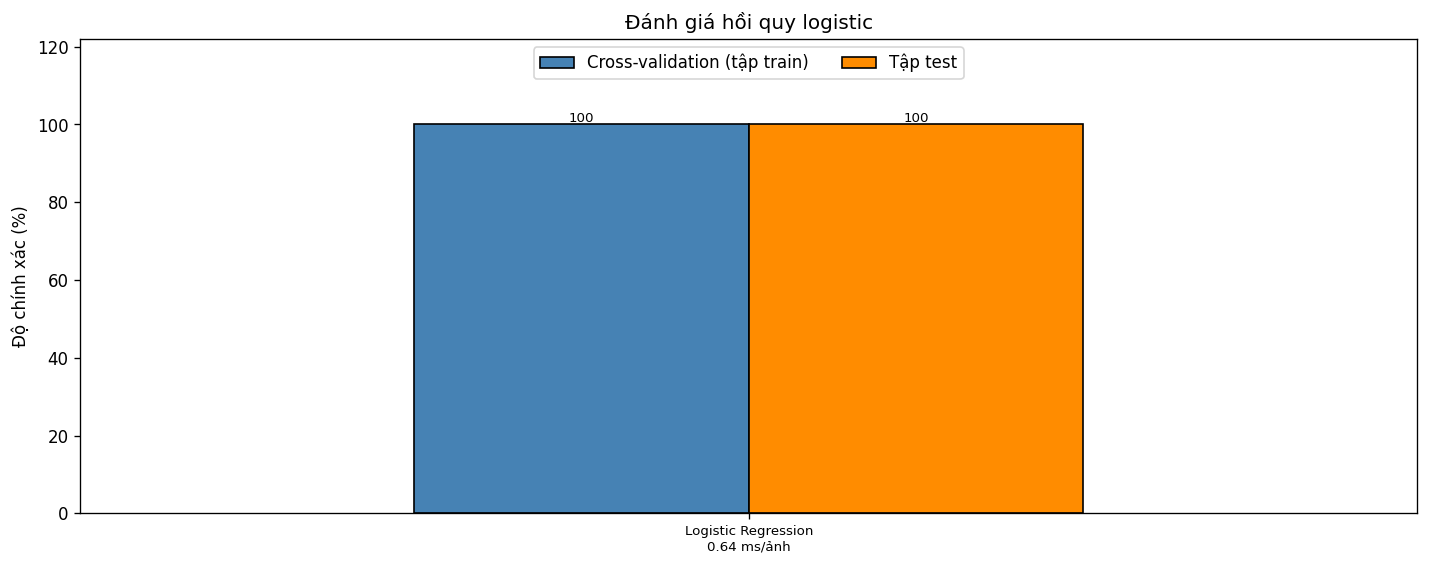 Đánh giá hồi quy logistic
Cross-validation (tập train)
Tập test
Độ chính xác (%)
120
100
80
60
40
20
0
100
100
Logistic Regression
0.64 ms/ảnh